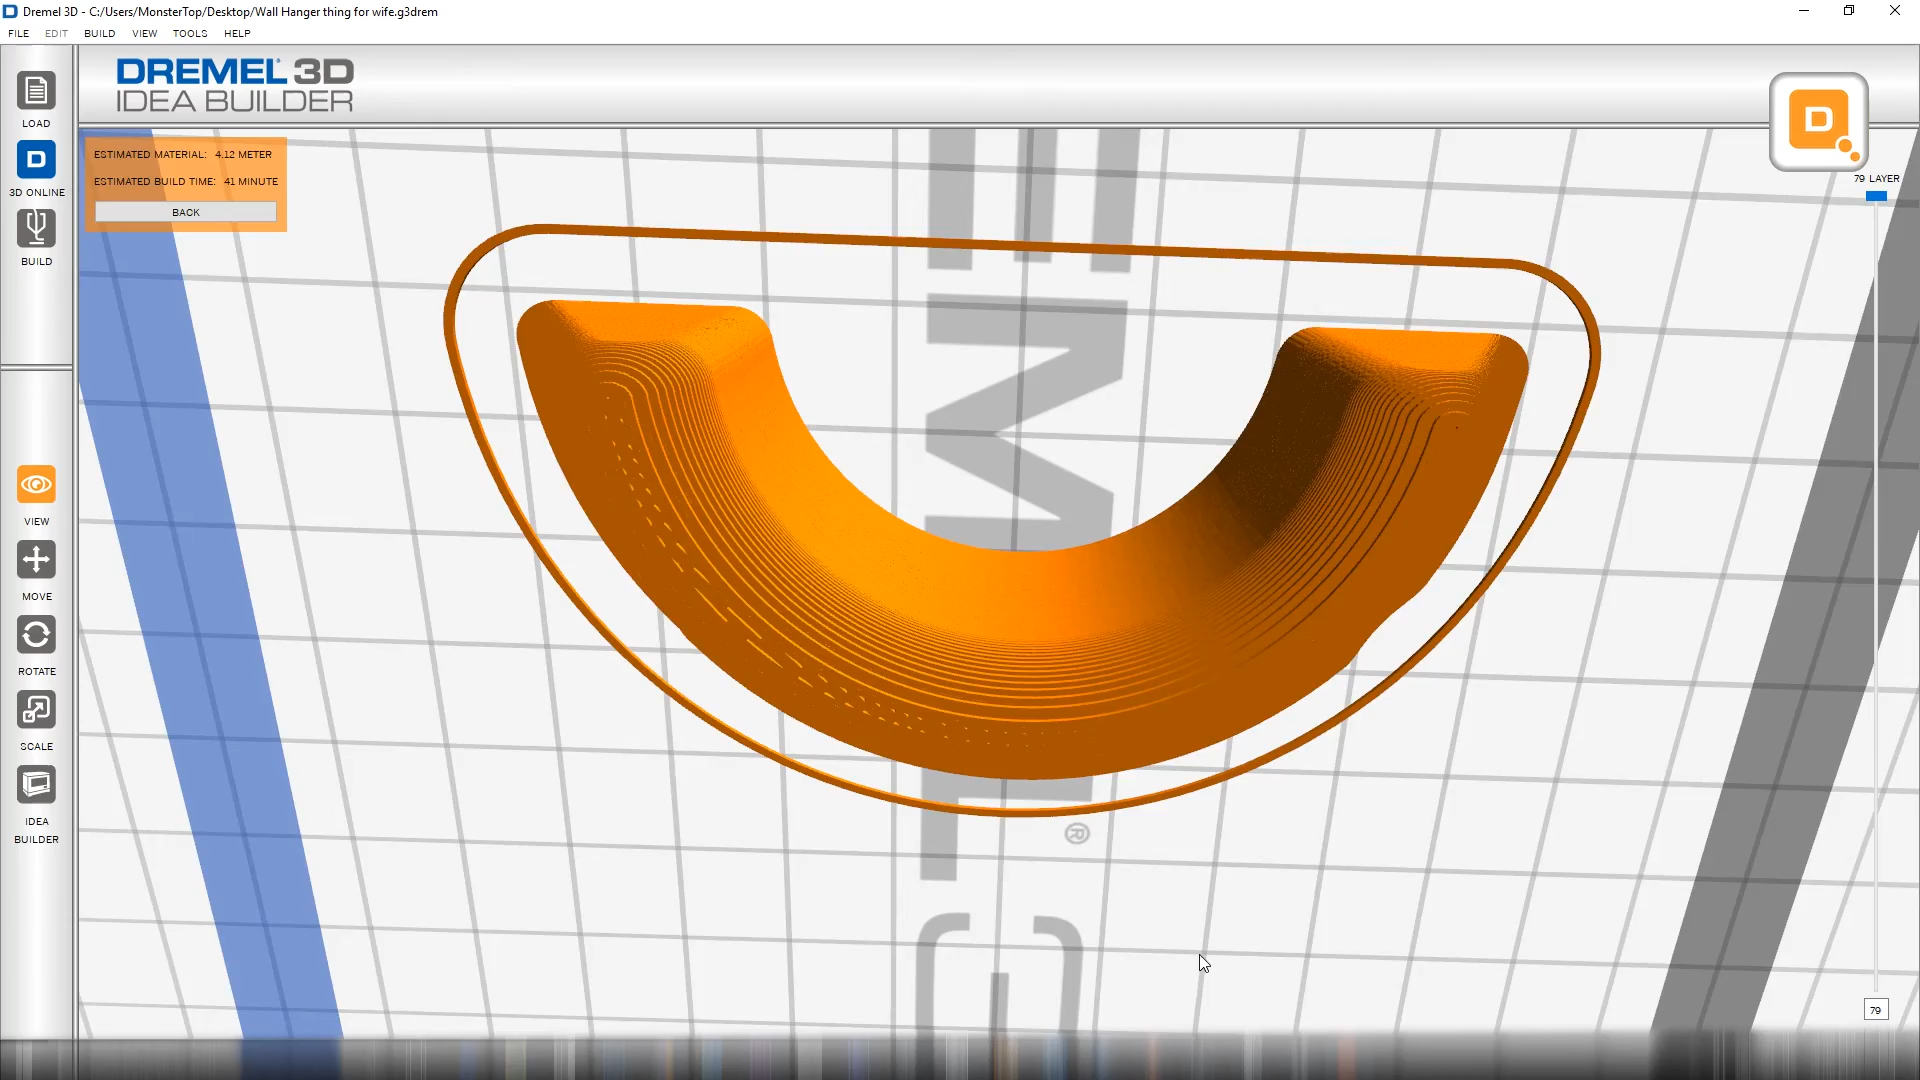 Dremel 3D - C:/Users/MonsterTop/Desktop/Wall Hanger thing for wife.g3drem
FILE EDIT BUILD VIEW TOOLS HELP
DREMEL® 3D
IDEA BUILDER
LOAD
D
3D ONLINE
BUILD
VIEW
MOVE
ROTATE
SCALE
IDEA
BUILDER
ESTIMATED MATERIAL: 4.12 METER
ESTIMATED BUILD TIME: 41 MINUTE
BACK
D
79 LAYER
79
®